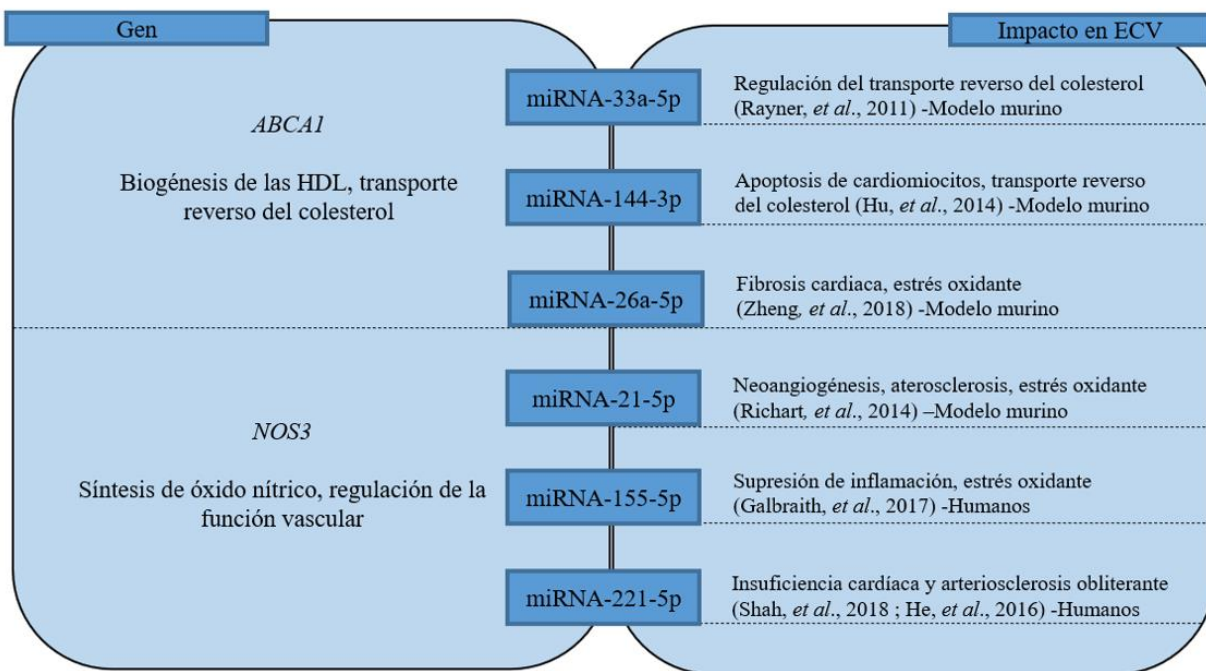 Gen
Impacto en ECV
ABCA1
Biogénesis de las HDL, transporte
reverso del colesterol
miRNA-33a-5p
Regulación del transporte reverso del colesterol
(Rayner, et al., 2011) -Modelo murino
miRNA-144-3p
Apoptosis de cardiomiocitos, transporte reverso
del colesterol (Hu, et al., 2014) -Modelo murino
miRNA-26a-5p
Fibrosis cardiaca, estrés oxidante
(Zheng, et al., 2018) -Modelo murino
NOS3
Síntesis de óxido nítrico, regulación de la
función vascular
miRNA-21-5p
Neoangiogénesis, aterosclerosis, estrés oxidante
(Richart, et al., 2014) –Modelo murino
miRNA-155-5p
Supresión de inflamación, estrés oxidante
(Galbraith, et al., 2017) -Humanos
miRNA-221-5p
Insuficiencia cardíaca y arteriosclerosis obliterante
(Shah, et al., 2018 ; He, et al., 2016) -Humanos